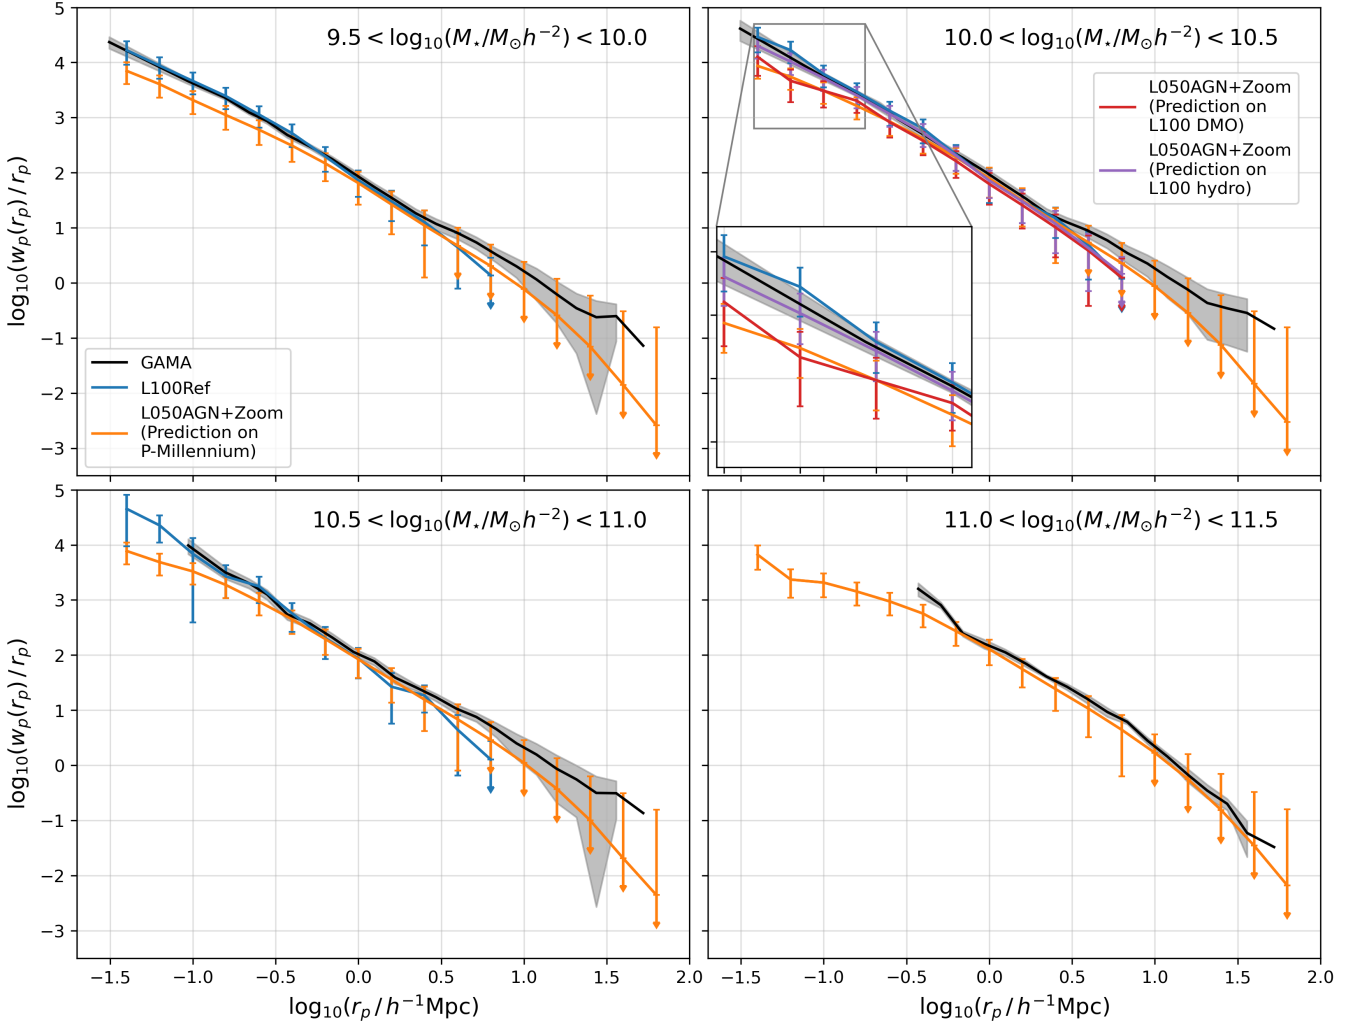 9.5 < log₁₀(M⋆/M⊙h⁻²) < 10.0
5
4
3
2
1
0
−1
−2
−3
log₁₀(wₚ(rₚ) / rₚ)
GAMA
L100Ref
L050AGN+Zoom
(Prediction on
P-Millennium)
10.0 < log₁₀(M⋆/M⊙h⁻²) < 10.5
L050AGN+Zoom
(Prediction on
L100 DMO)
L050AGN+Zoom
(Prediction on
L100 hydro)
10.5 < log₁₀(M⋆/M⊙h⁻²) < 11.0
5
4
3
2
1
0
−1
−2
−3
log₁₀(wₚ(rₚ) / rₚ)
−1.5 −1.0 −0.5 0.0 0.5 1.0 1.5 2.0
log₁₀(rₚ / h⁻¹Mpc)
11.0 < log₁₀(M⋆/M⊙h⁻²) < 11.5
−1.5 −1.0 −0.5 0.0 0.5 1.0 1.5 2.0
log₁₀(rₚ / h⁻¹Mpc)